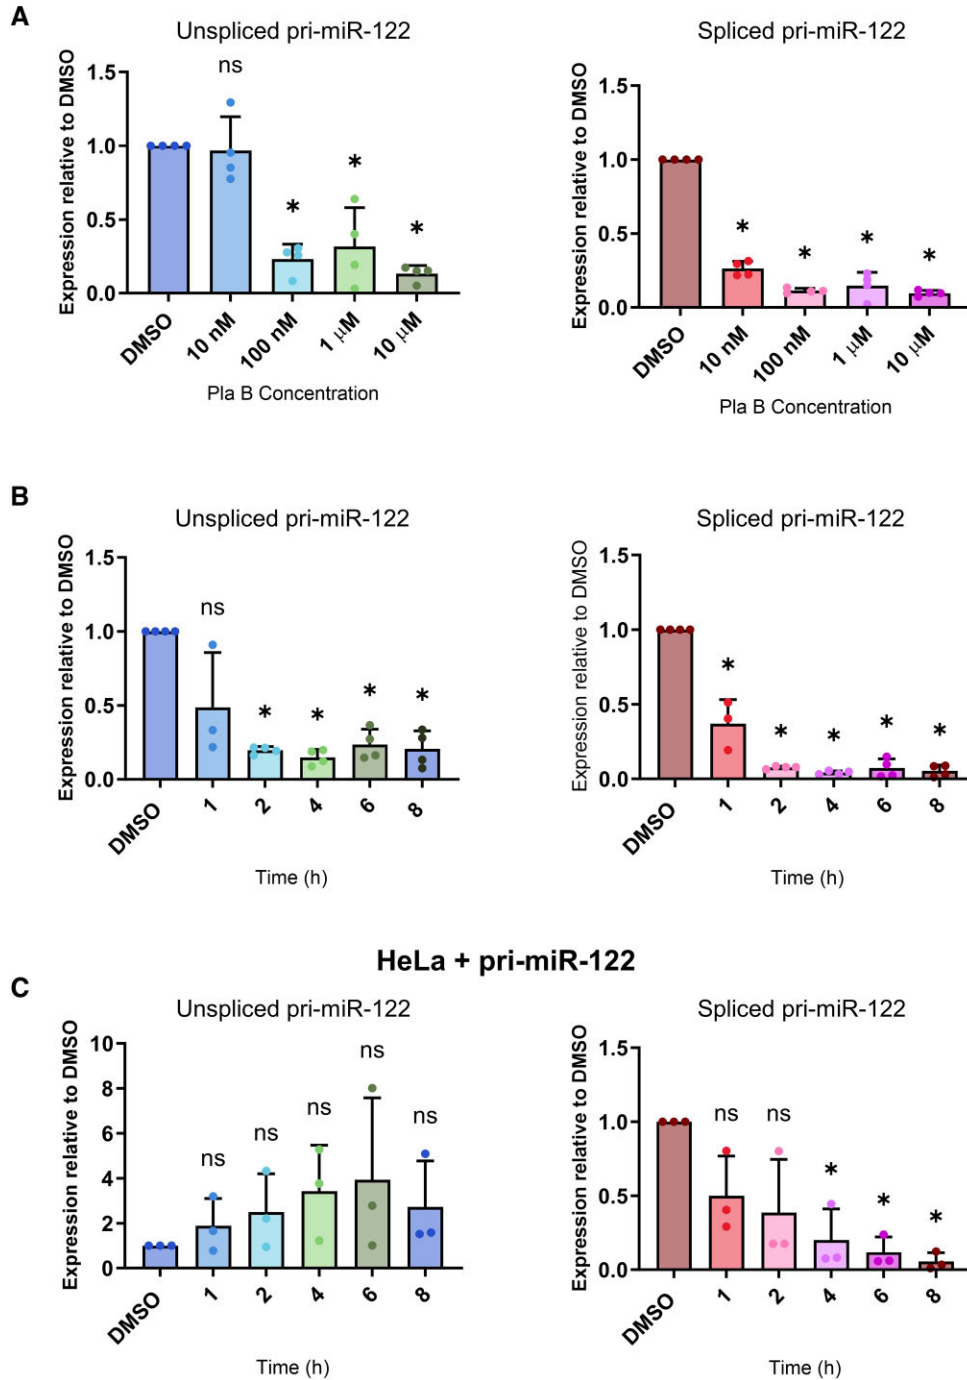 A
Unspliced pri-miR-122
Expression relative to DMSO
1.5
1.0
0.5
0.0
ns
*
*
*
DMSO
10 nM
100 nM
1 μM
10 μM
Pla B Concentration
Spliced pri-miR-122
Expression relative to DMSO
1.5
1.0
0.5
0.0
*
*
*
*
DMSO
10 nM
100 nM
1 μM
10 μM
Pla B Concentration
B
Unspliced pri-miR-122
Expression relative to DMSO
1.5
1.0
0.5
0.0
ns
*
*
*
*
DMSO
1
2
4
6
8
Time (h)
Spliced pri-miR-122
Expression relative to DMSO
1.5
1.0
0.5
0.0
*
*
*
*
*
DMSO
1
2
4
6
8
Time (h)
HeLa + pri-miR-122
C
Unspliced pri-miR-122
Expression relative to DMSO
10
8
6
4
2
0
ns
ns
ns
ns
ns
DMSO
1
2
4
6
8
Time (h)
Spliced pri-miR-122
Expression relative to DMSO
1.5
1.0
0.5
0.0
ns
ns
*
*
*
DMSO
1
2
4
6
8
Time (h)